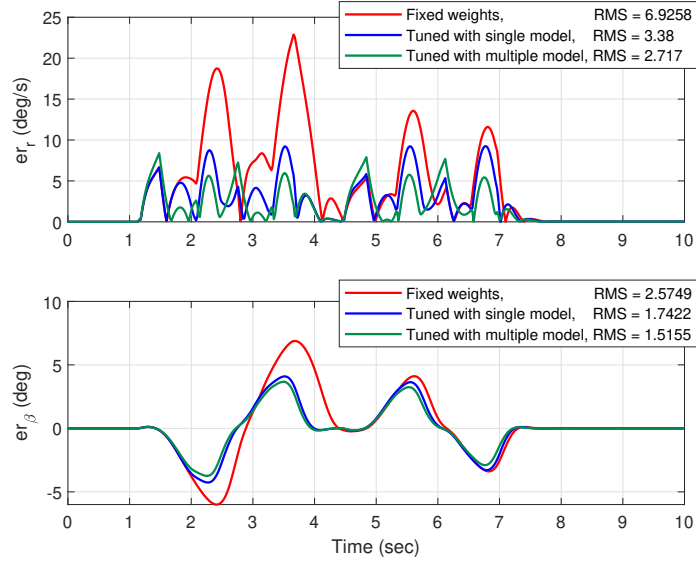 25
20
15
10
5
0
er_r (deg/s)
Fixed weights, RMS = 6.9258
Tuned with single model, RMS = 3.38
Tuned with multiple model, RMS = 2.717
0 1 2 3 4 5 6 7 8 9 10
10
5
0
-5
er_β (deg)
Fixed weights, RMS = 2.5749
Tuned with single model, RMS = 1.7422
Tuned with multiple model, RMS = 1.5155
0 1 2 3 4 5 6 7 8 9 10
Time (sec)